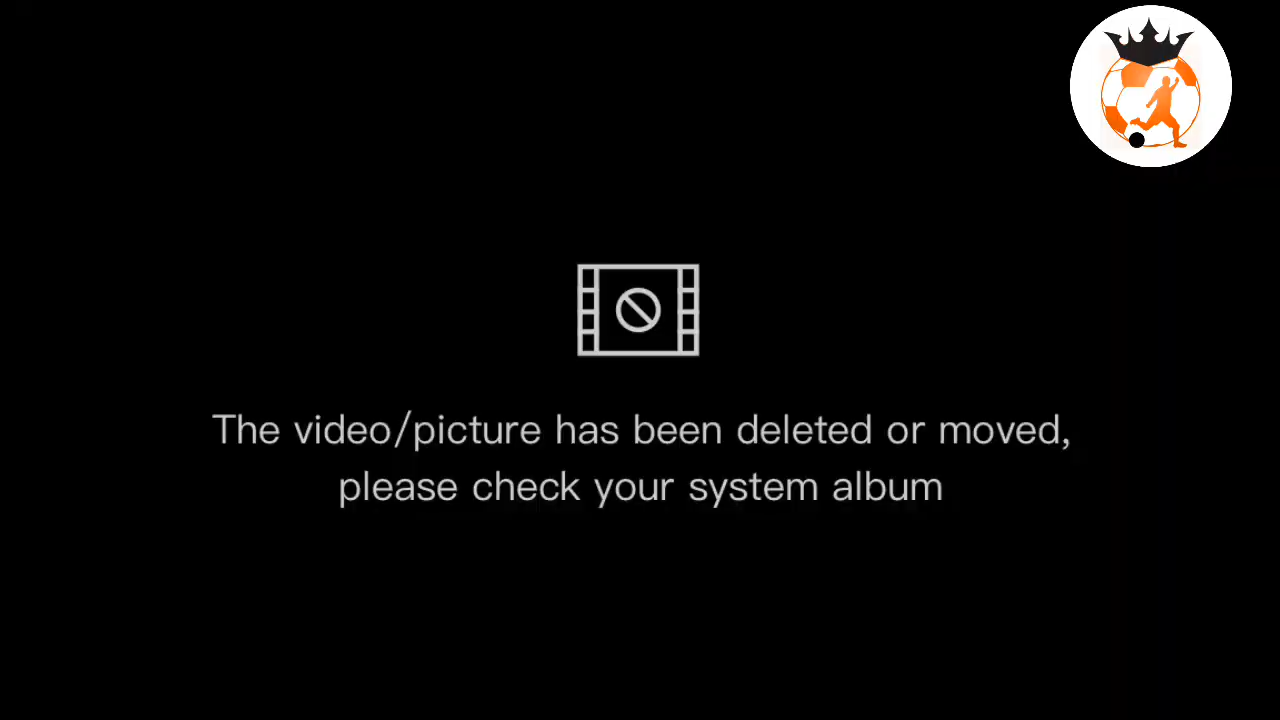 The video/picture has been deleted or moved,
please check your system album